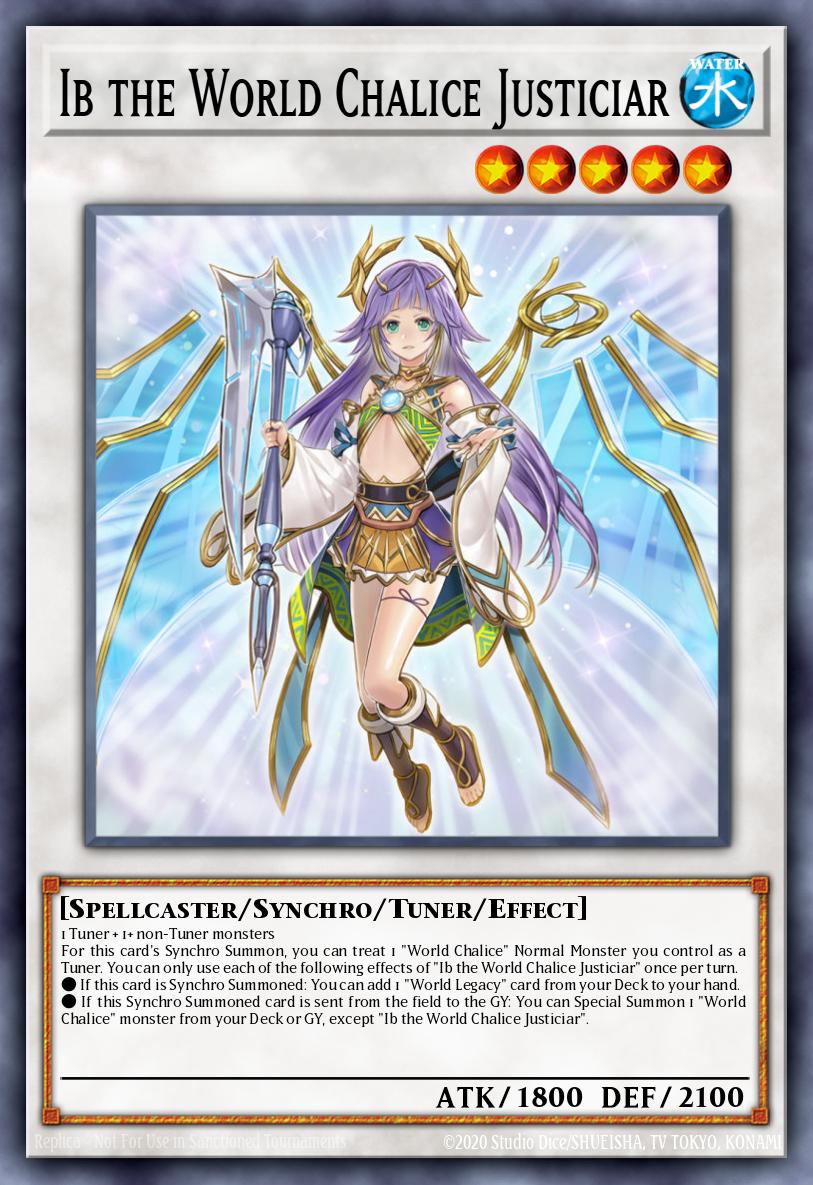 IB THE WORLD CHALICE JUSTICIAR
WATER
水
[SPELLCASTER/SYNCHRO/TUNER/EFFECT]
1 Tuner + 1+ non-Tuner monsters
For this card's Synchro Summon, you can treat 1 "World Chalice" Normal Monster you control as a
Tuner. You can only use each of the following effects of "Ib the World Chalice Justiciar" once per turn.
● If this card is Synchro Summoned: You can add 1 "World Legacy" card from your Deck to your hand.
● If this Synchro Summoned card is sent from the field to the GY: You can Special Summon 1 "World
Chalice" monster from your Deck or GY, except "Ib the World Chalice Justiciar".
ATK/1800 DEF/2100
Replica - Not For Use in Sanctioned Tournaments
©2020 Studio Dice/SHUEISHA, TV TOKYO, KONAMI